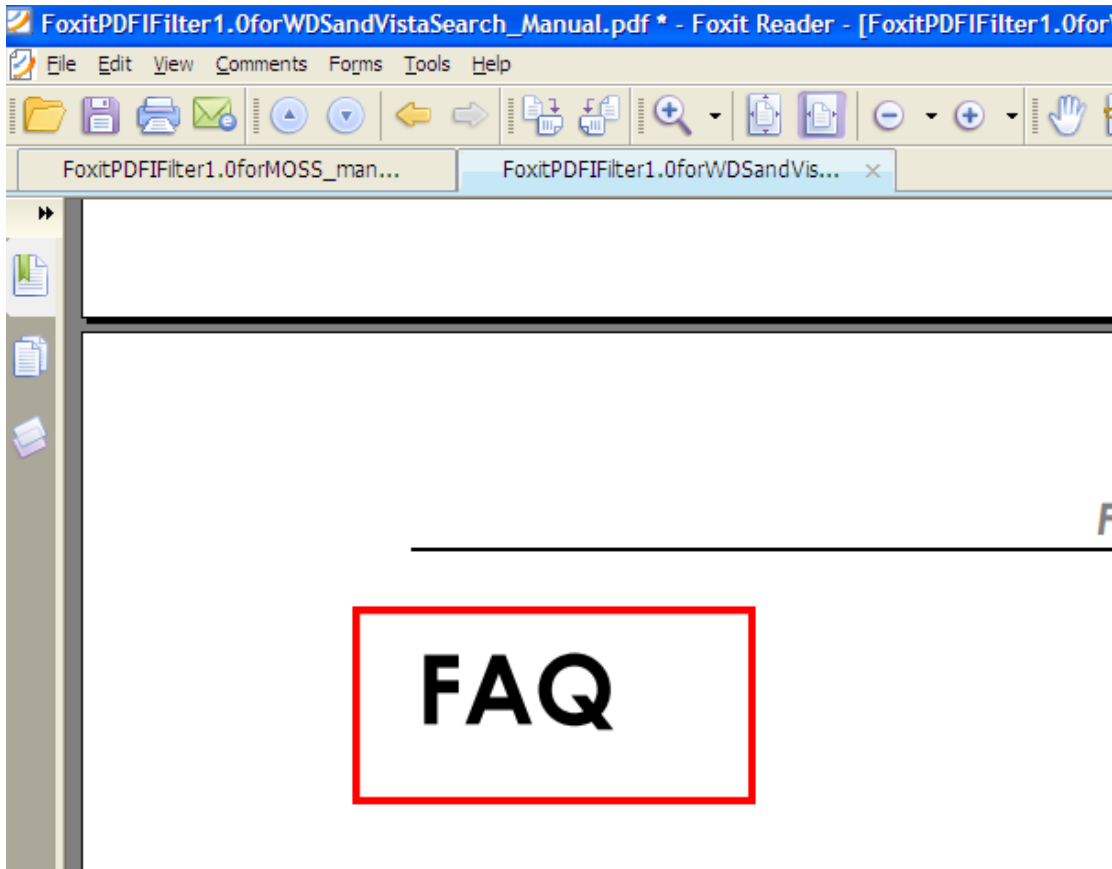 FoxitPDFIFilter1.0forWDSandVistaSearch_Manual.pdf * - Foxit Reader - [FoxitPDFIFilter1.0for
File Edit View Comments Forms Tools Help
FoxitPDFIFilter1.0forMOSS_man... FoxitPDFIFilter1.0forWDSandVis...
F
FAQ